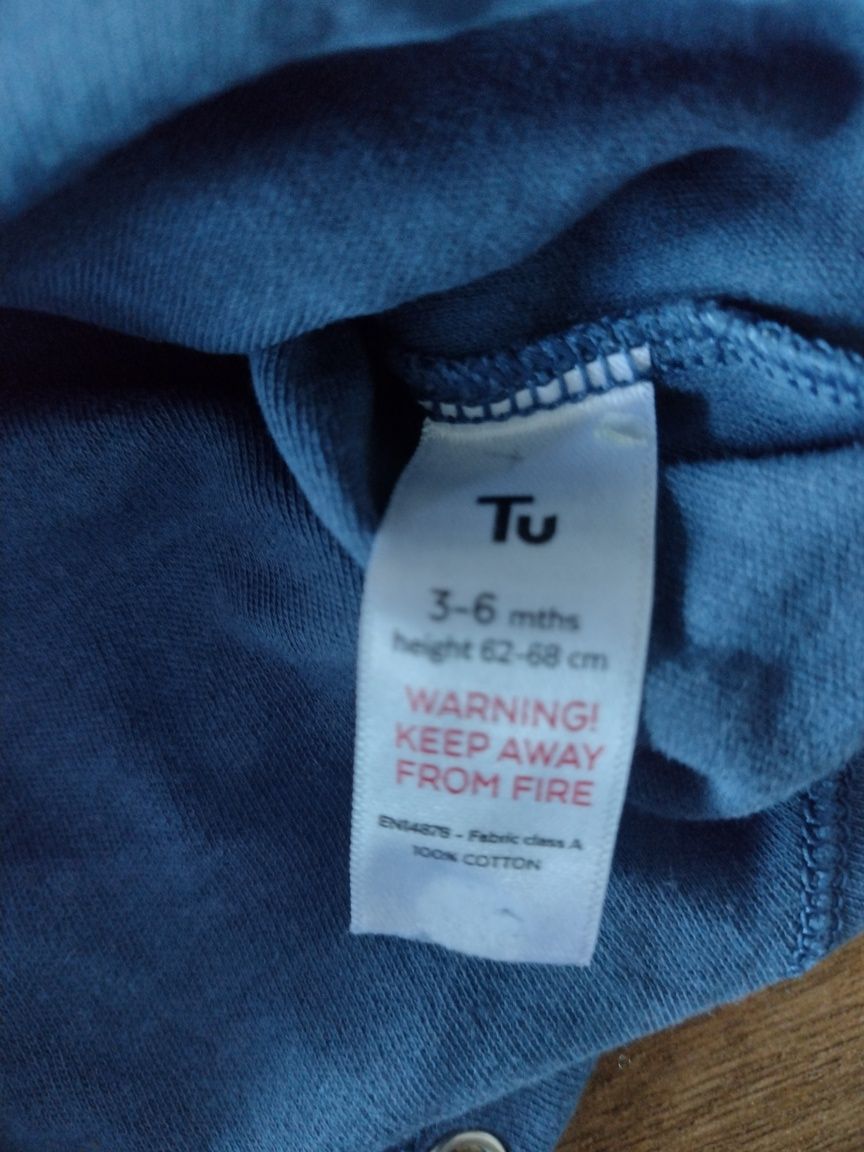 Tu
3-6 mths
height 62-68 cm
WARNING!
KEEP AWAY
FROM FIRE
EN14878 - Fabric class A
100% COTTON